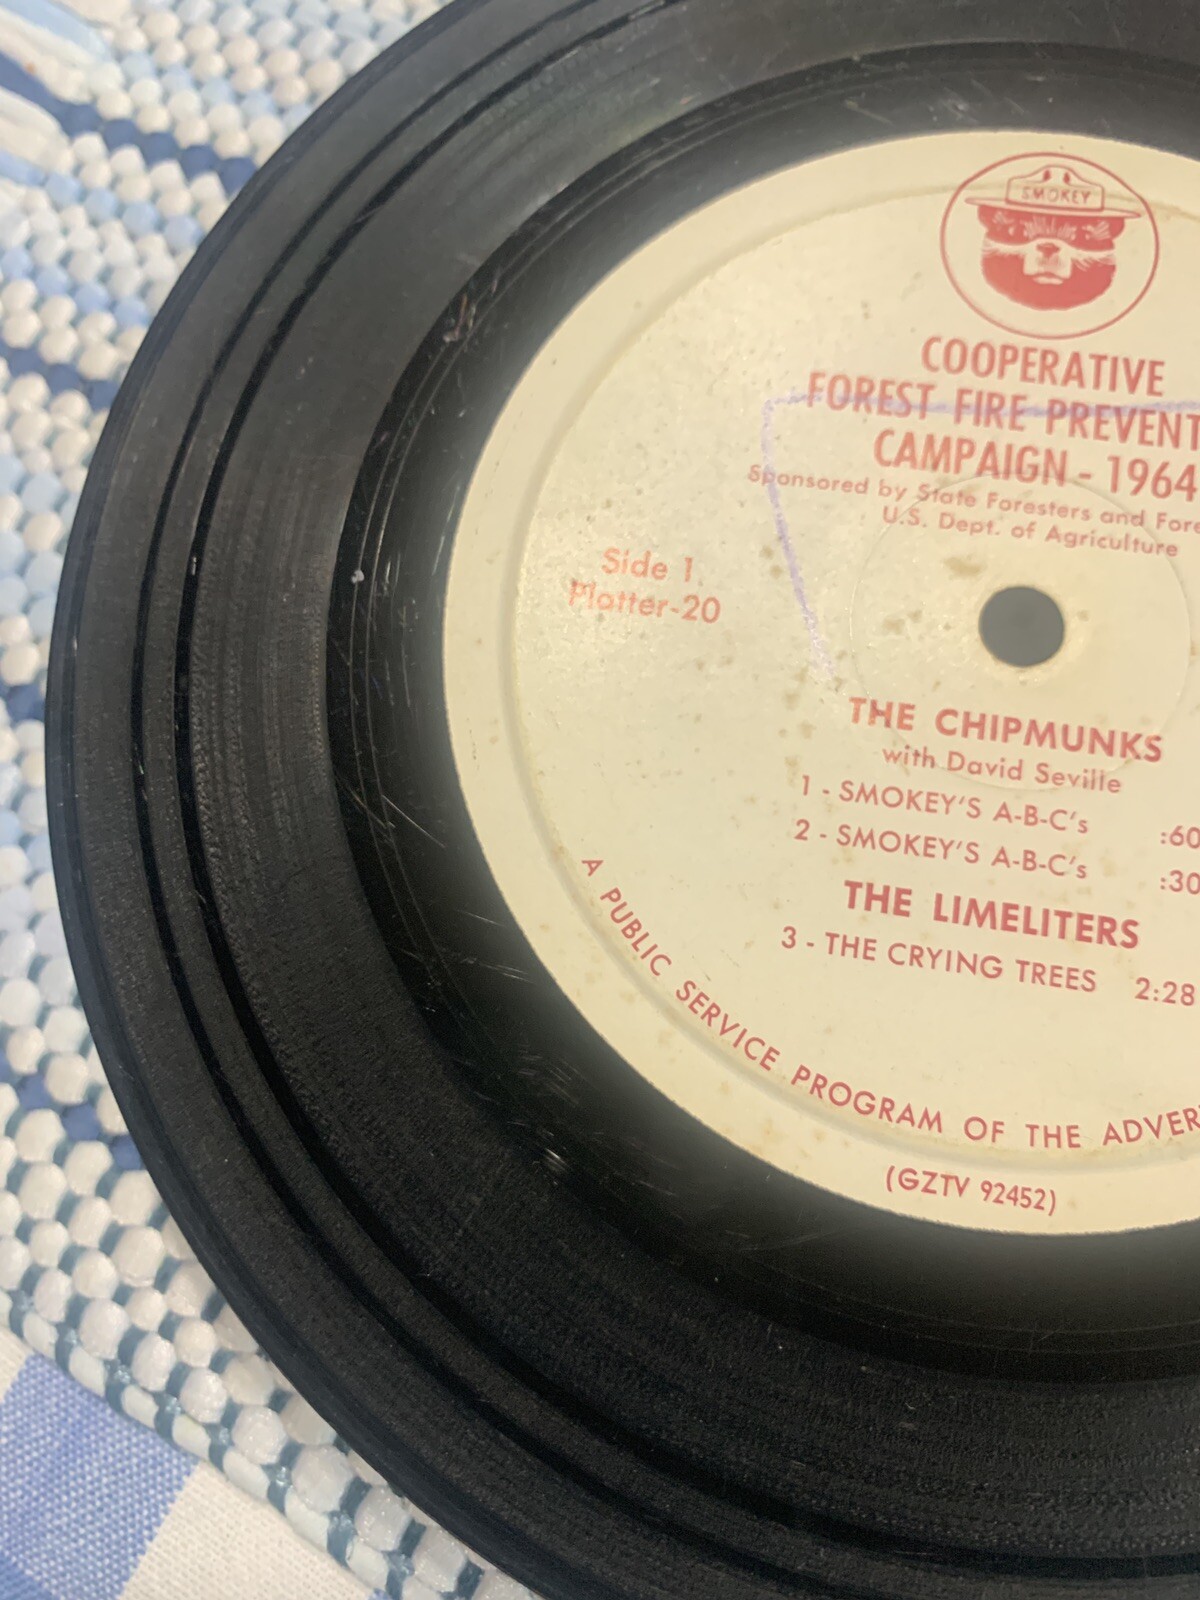 SMOKEY
COOPERATIVE
FOREST FIRE PREVENT
CAMPAIGN - 1964
Sponsored by State Foresters and Fore
U.S. Dept. of Agriculture
Side 1
Platter-20
THE CHIPMUNKS
with David Seville
1 - SMOKEY'S A-B-C's :60
2 - SMOKEY'S A-B-C's :30
THE LIMELITERS
3 - THE CRYING TREES 2:28
A PUBLIC SERVICE PROGRAM OF THE ADVER
(GZTV 92452)